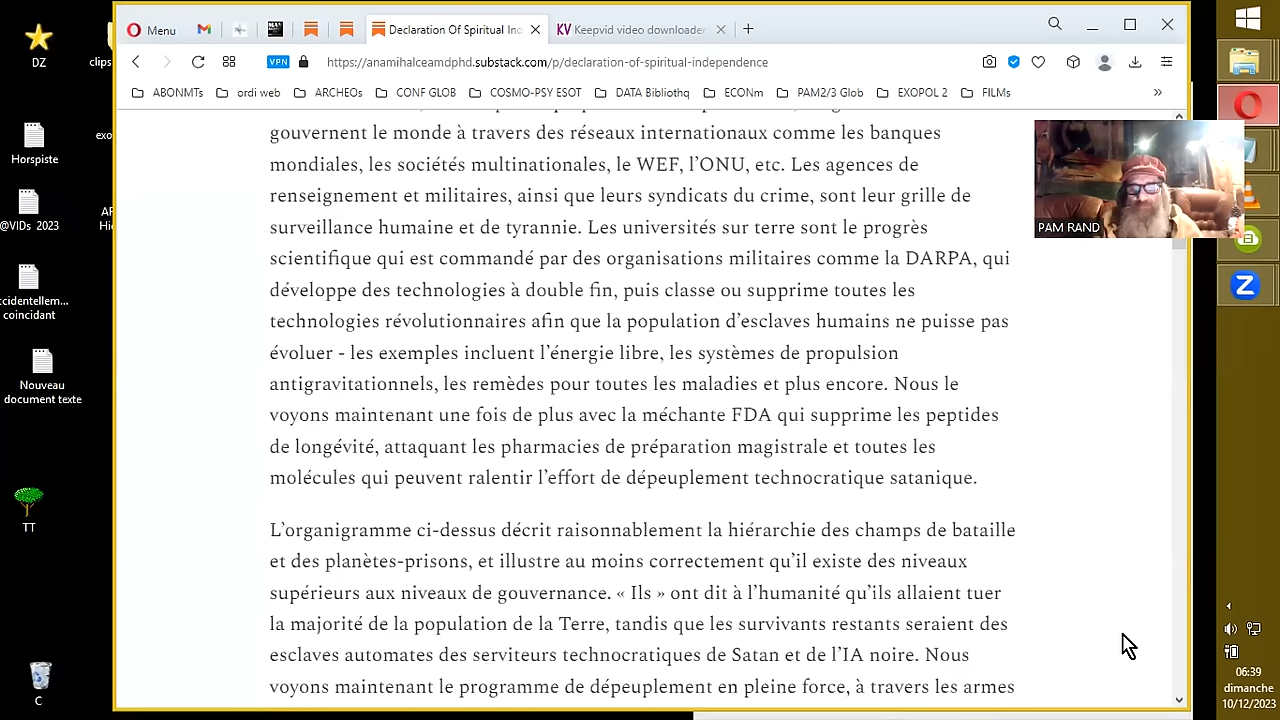 Menu
Declaration Of Spiritual Inc
KV Keepvid video downloader
VPN
https://anamihalceamdphd.substack.com/p/declaration-of-spiritual-independence
ABONMTs
ordi web
ARCHEOs
CONF GLOB
COSMO-PSY ESOT
DATA Bibliothq
ECONm
PAM2/3 Glob
EXOPOL 2
FILMs
»
gouvernent le monde à travers des réseaux internationaux comme les banques
mondiales, les sociétés multinationales, le WEF, l'ONU, etc. Les agences de
renseignement et militaires, ainsi que leurs syndicats du crime, sont leur grille de
surveillance humaine et de tyrannie. Les universités sur terre sont le progrès
scientifique qui est commandé par des organisations militaires comme la DARPA, qui
développe des technologies à double fin, puis classe ou supprime toutes les
technologies révolutionnaires afin que la population d'esclaves humains ne puisse pas
évoluer - les exemples incluent l'énergie libre, les systèmes de propulsion
antigravitationnels, les remèdes pour toutes les maladies et plus encore. Nous le
voyons maintenant une fois de plus avec la méchante FDA qui supprime les peptides
de longévité, attaquant les pharmacies de préparation magistrale et toutes les
molécules qui peuvent ralentir l'effort de dépeuplement technocratique satanique.
L'organigramme ci-dessus décrit raisonnablement la hiérarchie des champs de bataille
et des planètes-prisons, et illustre au moins correctement qu'il existe des niveaux
supérieurs aux niveaux de gouvernance. « Ils » ont dit à l'humanité qu'ils allaient tuer
la majorité de la population de la Terre, tandis que les survivants restants seraient des
esclaves automates des serviteurs technocratiques de Satan et de l'IA noire. Nous
voyons maintenant le programme de dépeuplement en pleine force, à travers les armes
PAM RAND
DZ
clips
Horspiste
exo
@VIDs 2023
AF
Hie
ccidentellem...
coincidant
Nouveau
document texte
TT
C
06:39
dimanche
10/12/2023